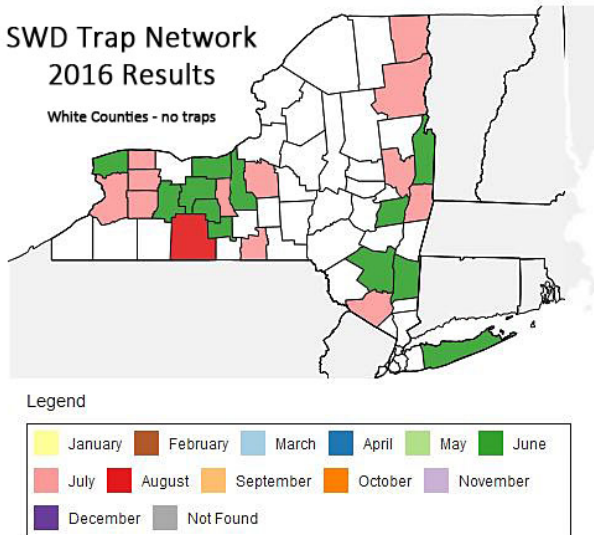 SWD Trap Network
2016 Results
White Counties - no traps
Legend
January February March April May June
July August September October November
December Not Found